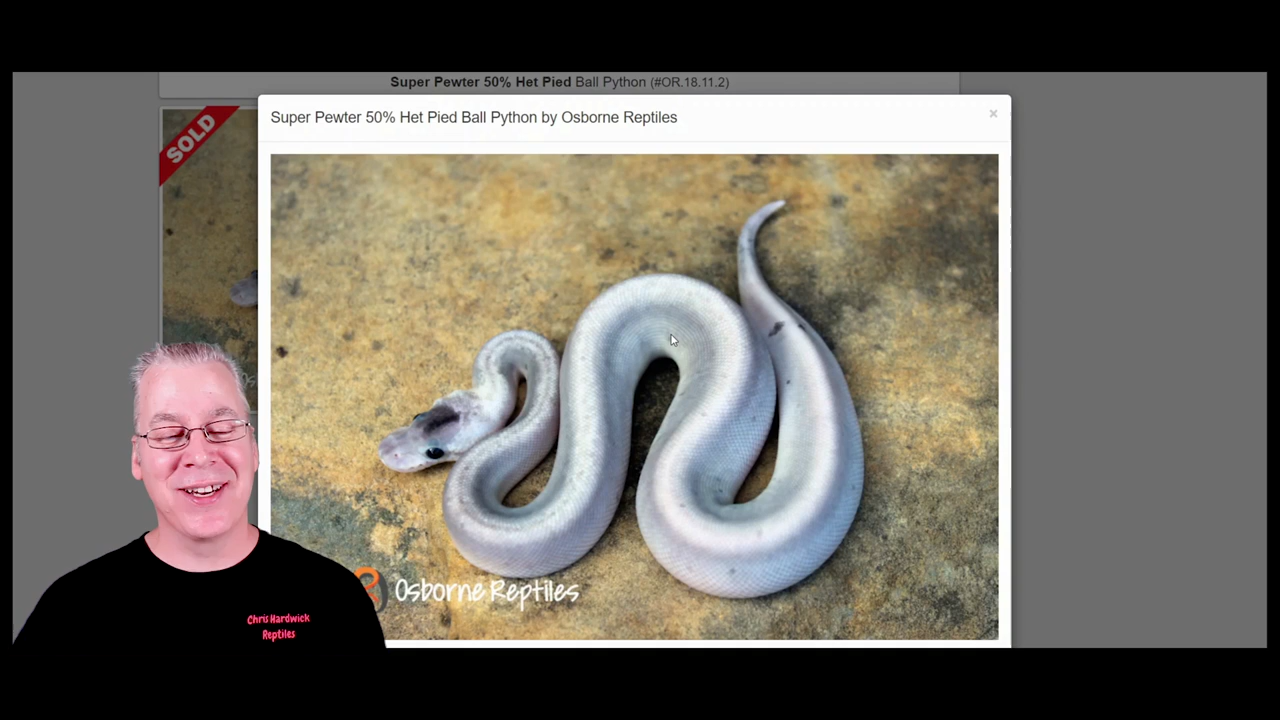 Super Pewter 50% Het Pied Ball Python (#OR.18.11.2)
SOLD
Super Pewter 50% Het Pied Ball Python by Osborne Reptiles
×
Osborne Reptiles
Chris Hardwick
Reptiles